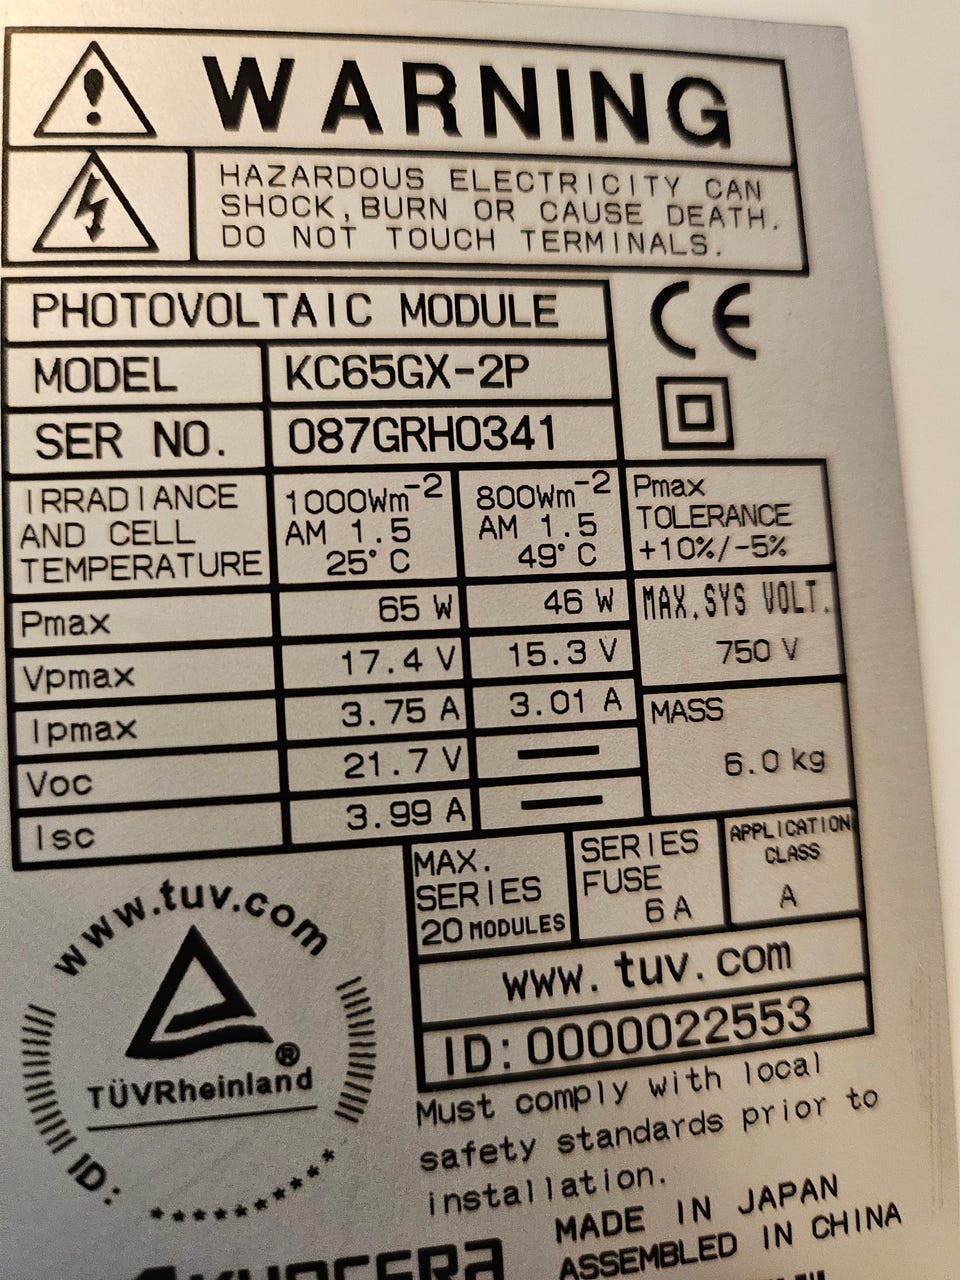 WARNING
HAZARDOUS ELECTRICITY CAN
SHOCK, BURN OR CAUSE DEATH.
DO NOT TOUCH TERMINALS.
PHOTOVOLTAIC MODULE
CE
MODEL KC65GX-2P
SER NO. 087GRH0341
IRRADIANCE
AND CELL
TEMPERATURE
1000Wm⁻²
AM 1.5
25°C
800Wm⁻²
AM 1.5
49°C
Pmax
TOLERANCE
+10%/-5%
Pmax 65 W 46 W
Vpmax 17.4 V 15.3 V
Ipmax 3.75 A 3.01 A
Voc 21.7 V —
Isc 3.99 A —
MAX.SYS VOLT.
750 V
MASS
6.0 kg
MAX.
SERIES
20 MODULES
SERIES
FUSE
6 A
APPLICATION
CLASS
A
www.tuv.com
ID:0000022553
www.tuv.com
TÜVRheinland®
ID: **********
Must comply with local
safety standards prior to
installation.
MADE IN JAPAN
ASSEMBLED IN CHINA
KYOCERA